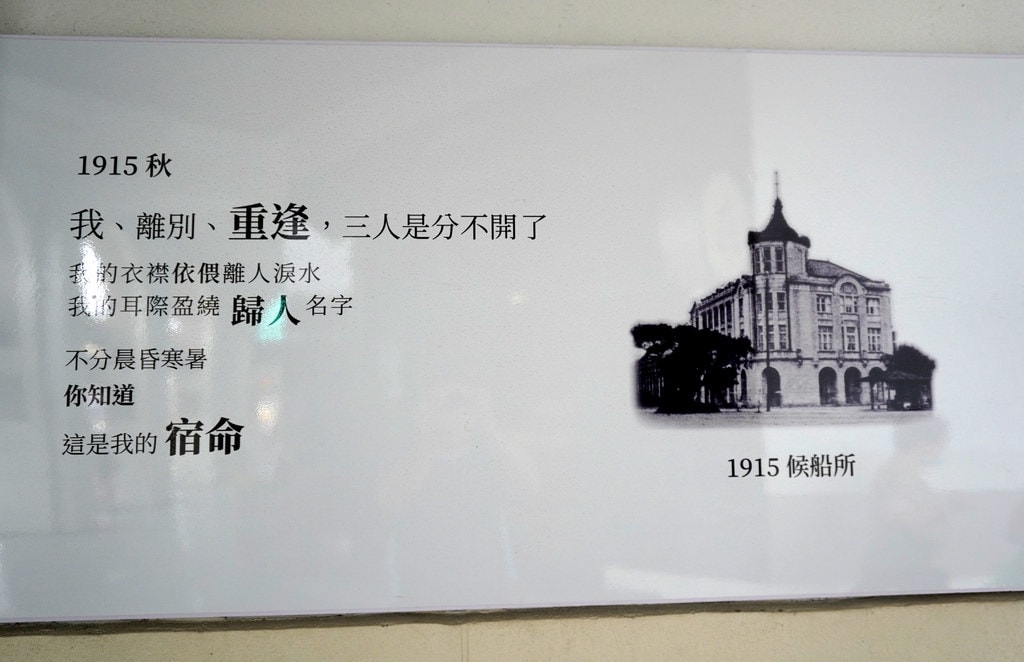 1915 秋
我、離別、重逢，三人是分不開了
我的衣襟依偎離人淚水
我的耳際盈繞 歸人 名字
不分晨昏寒暑
你知道
這是我的 宿命
1915 候船所